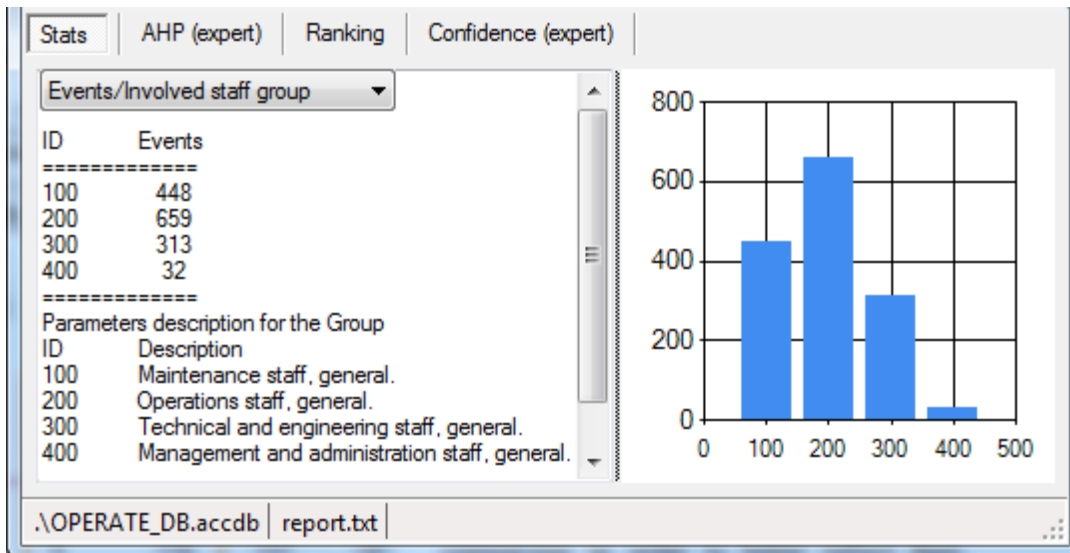 Stats AHP (expert) Ranking Confidence (expert)
Events/Involved staff group
ID Events
==============
100 448
200 659
300 313
400 32
==============
Parameters description for the Group
ID Description
100 Maintenance staff, general.
200 Operations staff, general.
300 Technical and engineering staff, general.
400 Management and administration staff, general.
800
600
400
200
0
0 100 200 300 400 500
.\OPERATE_DB.accdb report.txt